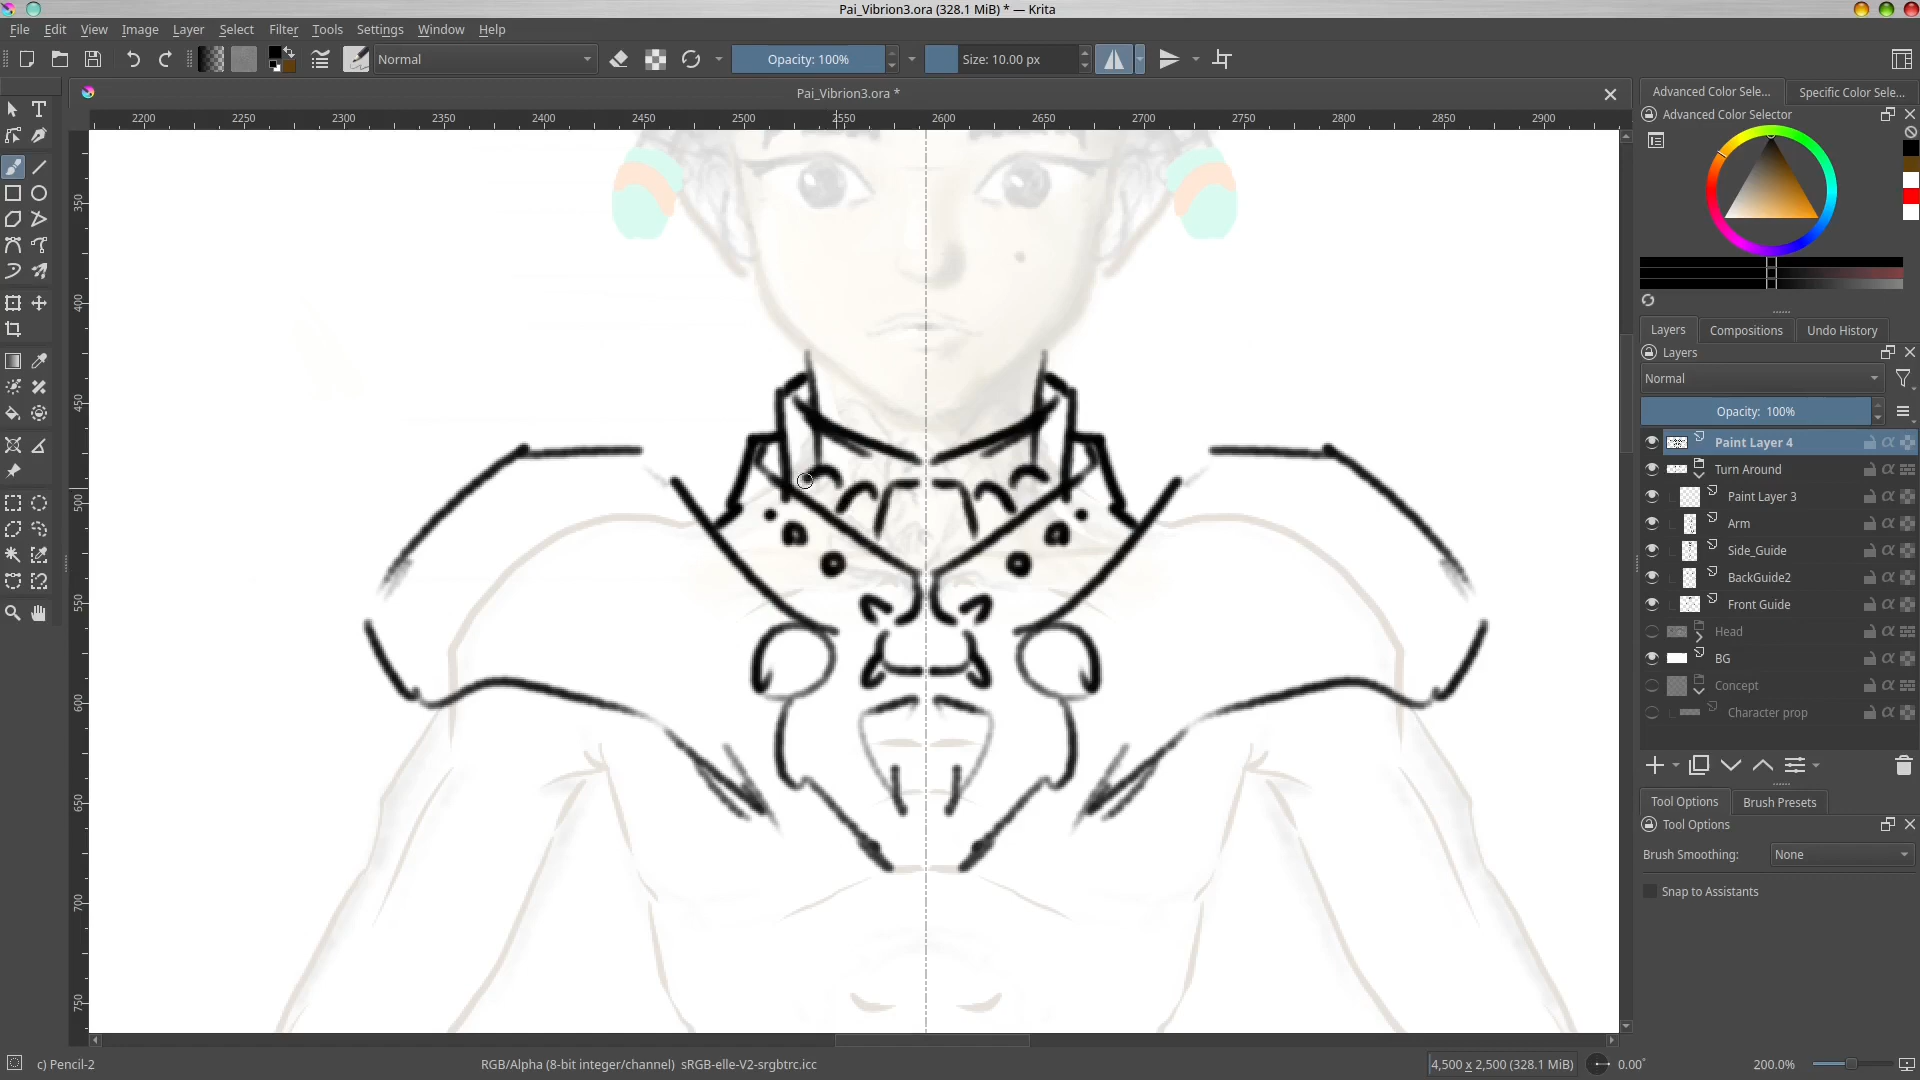 Pai_Vibrion3.ora (328.1 MiB) * — Krita
File Edit View Image Layer Select Filter Tools Settings Window Help
Normal
Opacity: 100%
Size: 10.00 px
Pai_Vibrion3.ora *
2200 2250 2300 2350 2400 2450 2500 2550 2600 2650 2700 2750 2800 2850 2900
350
400
450
500
550
600
650
700
750
Advanced Color Sele... Specific Color Sele...
Advanced Color Selector
Layers Compositions Undo History
Layers
Normal
Opacity: 100%
Paint Layer 4
Turn Around
Paint Layer 3
Arm
Side_Guide
BackGuide2
Front Guide
Head
BG
Concept
Character prop
Tool Options Brush Presets
Tool Options
Brush Smoothing: None
Snap to Assistants
c) Pencil-2
RGB/Alpha (8-bit integer/channel) sRGB-elle-V2-srgbtrc.icc
4,500 x 2,500 (328.1 MiB)
0.00°
200.0%